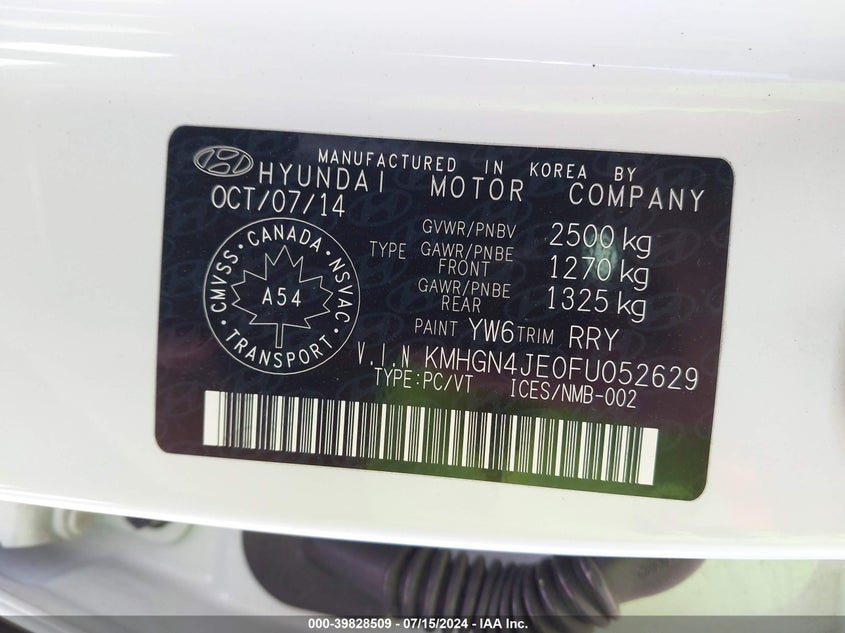 MANUFACTURED IN KOREA BY
HYUNDAI MOTOR COMPANY
OCT/07/14
GVWR/PNBV 2500 kg
TYPE GAWR/PNBE FRONT 1270 kg
GAWR/PNBE REAR 1325 kg
CMVSS • CANADA • NSVAC • TRANSPORT •
A54
PAINT YW6 TRIM RRY
V.I.N KMHGN4JE0FU052629
TYPE:PC/VT ICES/NMB-002
000-39828509 - 07/15/2024 - IAA Inc.